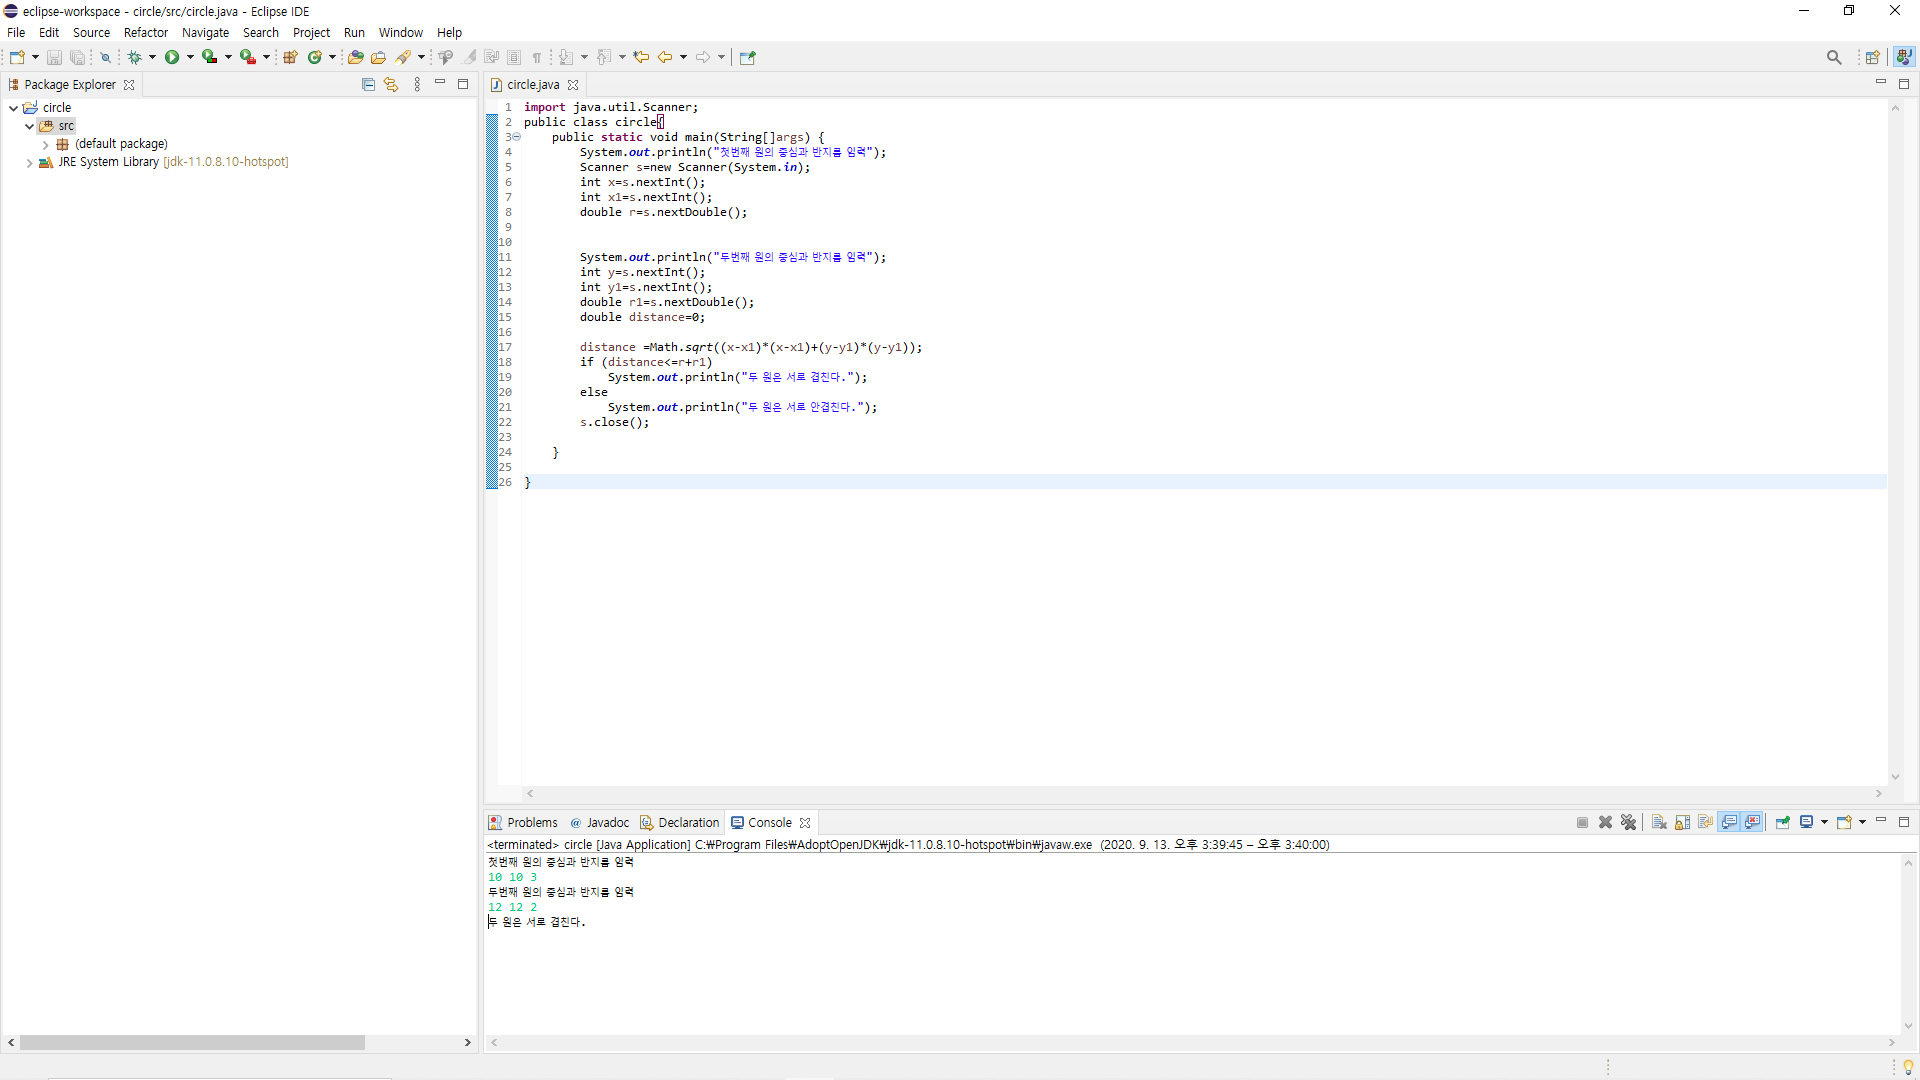 eclipse-workspace - circle/src/circle.java - Eclipse IDE
File Edit Source Refactor Navigate Search Project Run Window Help
Package Explorer
circle
src
(default package)
JRE System Library [jdk-11.0.8.10-hotspot]
circle.java
1 import java.util.Scanner;
2 public class circle{
3 public static void main(String[]args) {
4 System.out.println("첫번째 원의 중심과 반지름 입력");
5 Scanner s=new Scanner(System.in);
6 int x=s.nextInt();
7 int x1=s.nextInt();
8 double r=s.nextDouble();
9
10
11 System.out.println("두번째 원의 중심과 반지름 입력");
12 int y=s.nextInt();
13 int y1=s.nextInt();
14 double r1=s.nextDouble();
15 double distance=0;
16
17 distance =Math.sqrt((x-x1)*(x-x1)+(y-y1)*(y-y1));
18 if (distance<=r+r1)
19 System.out.println("두 원은 서로 겹친다.");
20 else
21 System.out.println("두 원은 서로 안겹친다.");
22 s.close();
23
24 }
25
26 }
Problems @ Javadoc Declaration Console
<terminated> circle [Java Application] C:₩Program Files₩AdoptOpenJDK₩jdk-11.0.8.10-hotspot₩bin₩javaw.exe (2020. 9. 13. 오후 3:39:45 – 오후 3:40:00)
첫번째 원의 중심과 반지름 입력
10 10 3
두번째 원의 중심과 반지름 입력
12 12 2
두 원은 서로 겹친다.